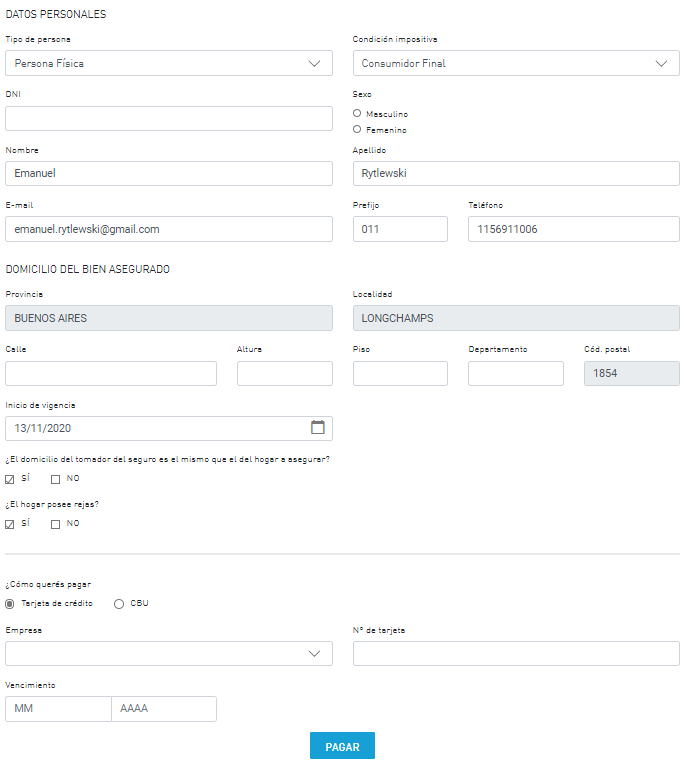 DATOS PERSONALES
Tipo de persona Condición impositiva
Persona Física Consumidor Final
DNI Sexo
Masculino
Femenino
Nombre Apellido
Emanuel Rytlewski
E-mail Prefijo Teléfono
emanuel.rytlewski@gmail.com 011 1156911006
DOMICILIO DEL BIEN ASEGURADO
Provincia Localidad
BUENOS AIRES LONGCHAMPS
Calle Altura Piso Departamento Cód. postal
1854
Inicio de vigencia
13/11/2020
¿El domicilio del tomador del seguro es el mismo que el del hogar a asegurar?
SÍ NO
¿El hogar posee rejas?
SÍ NO
¿Cómo querés pagar
Tarjeta de crédito CBU
Empresa Nº de tarjeta
Vencimiento
MM AAAA
PAGAR